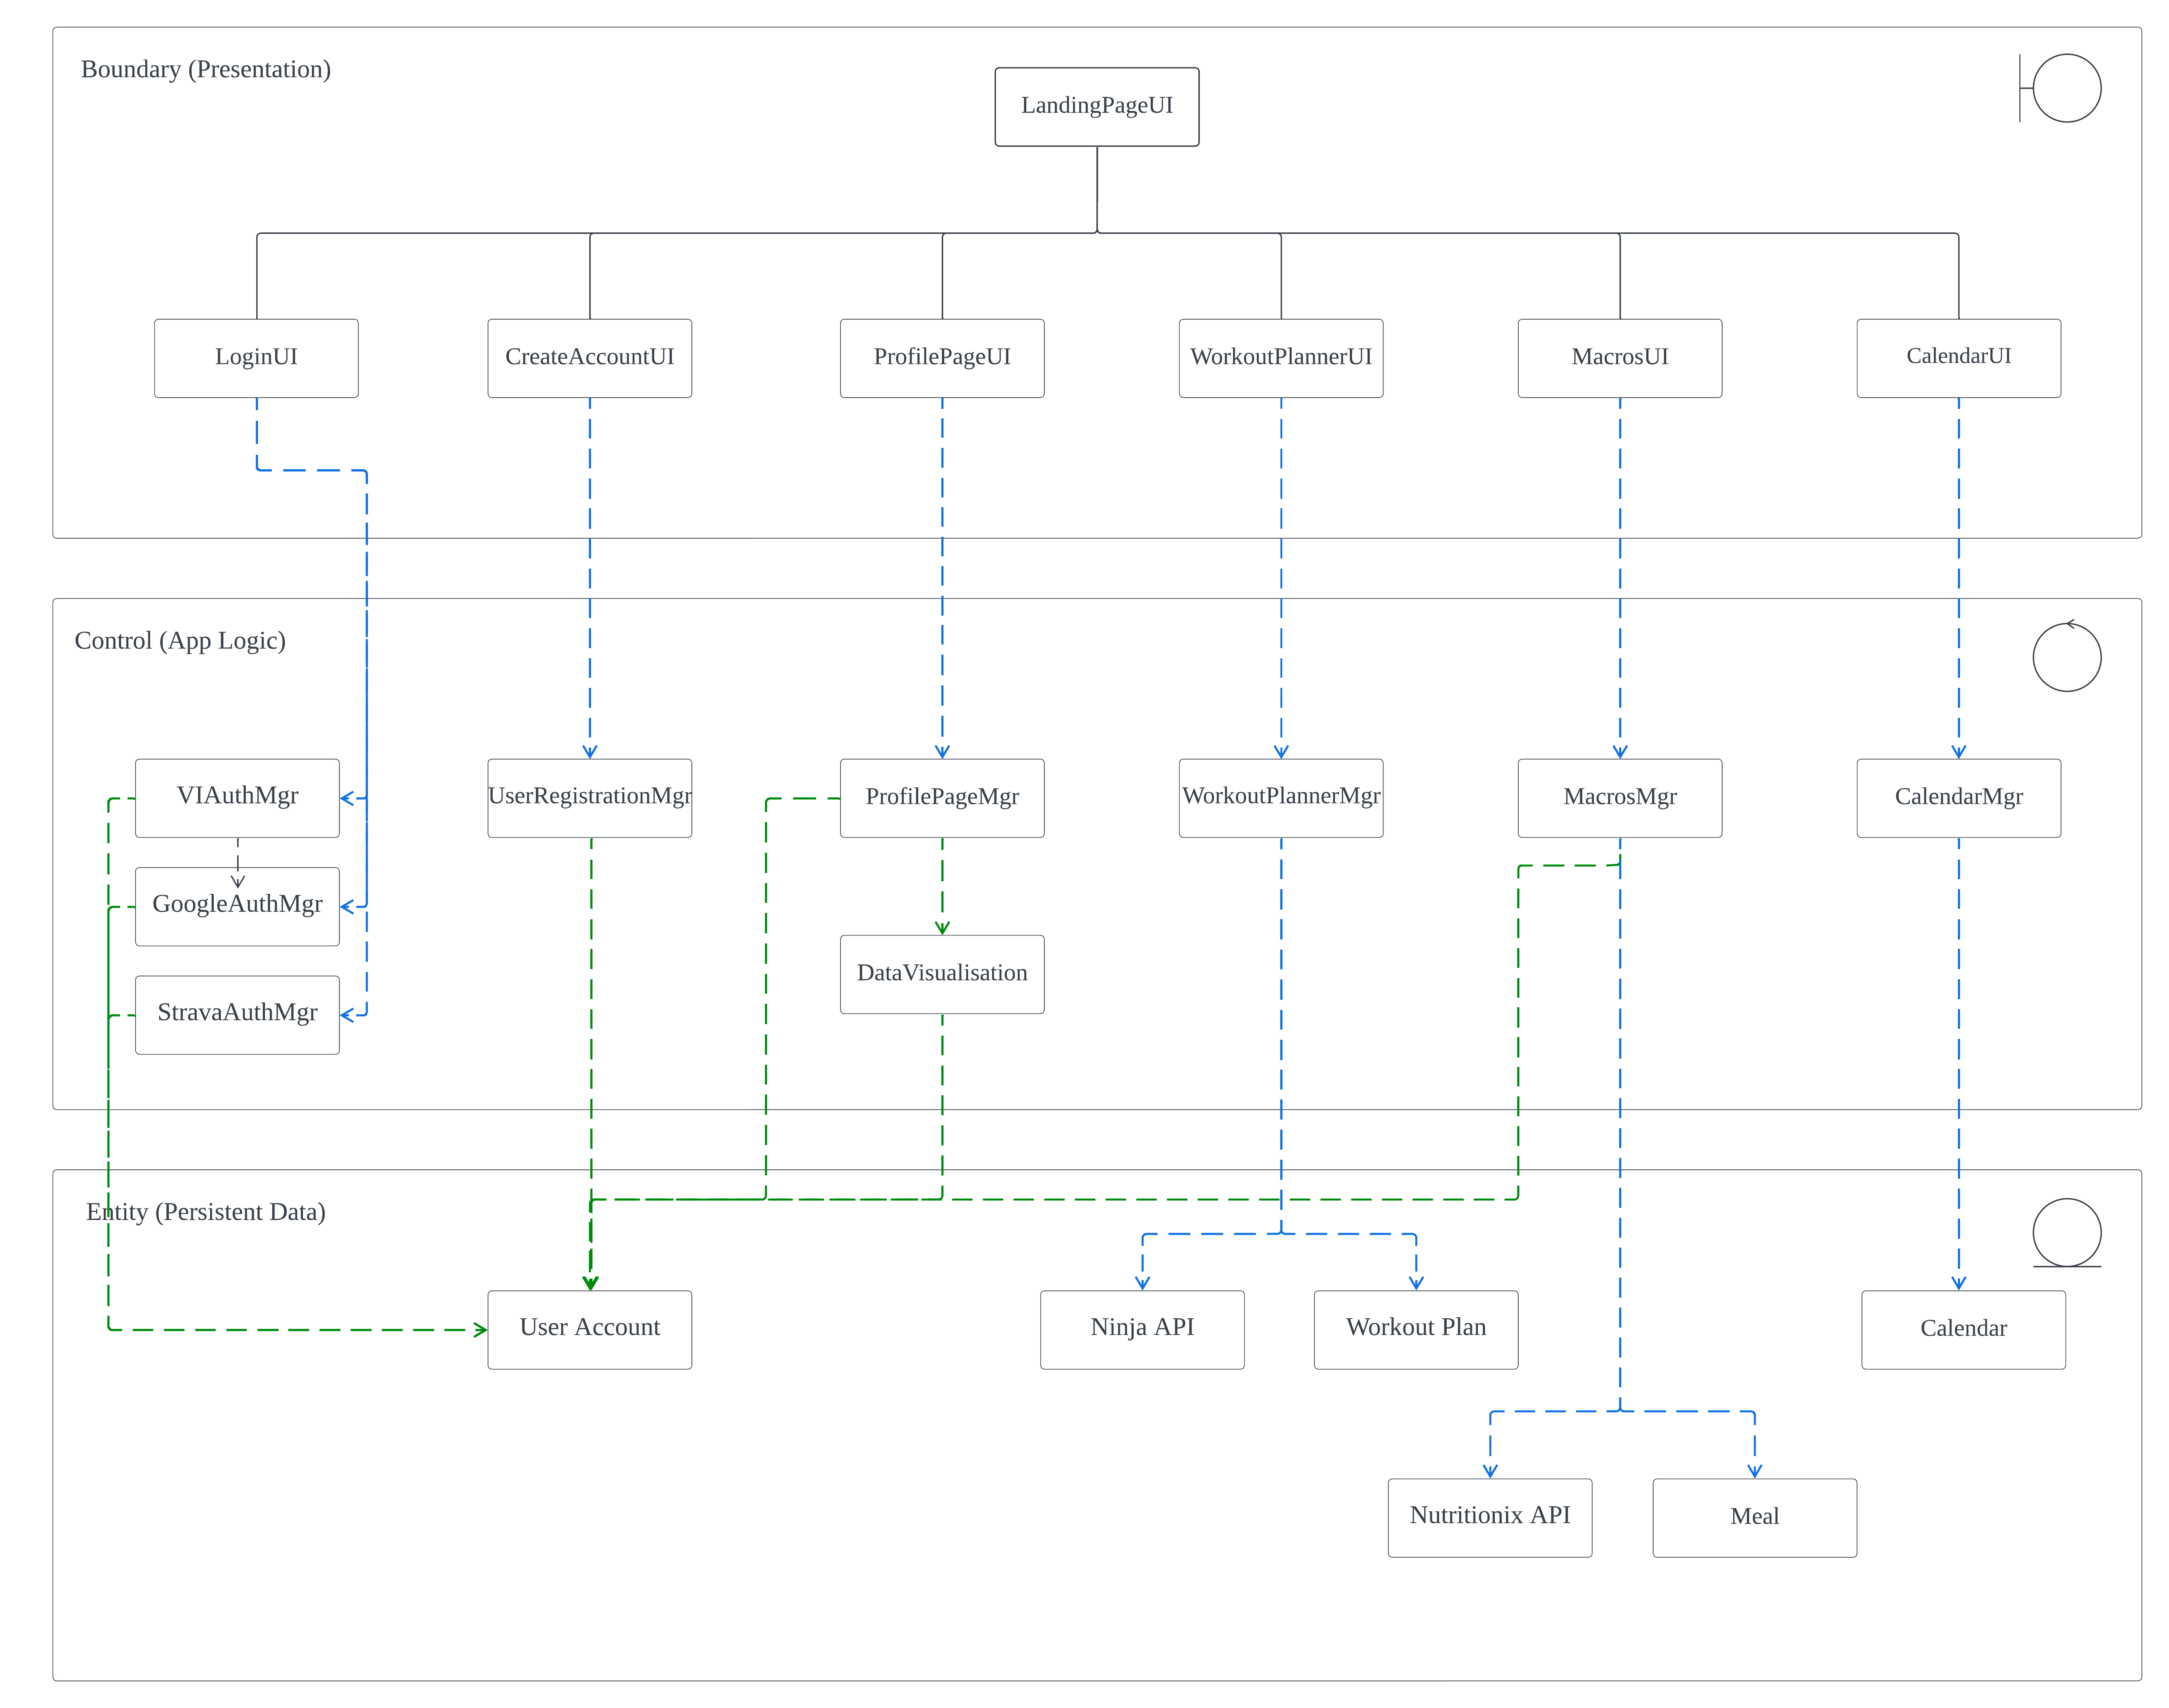 Boundary (Presentation)
LandingPageUI
LoginUI
CreateAccountUI
ProfilePageUI
WorkoutPlannerUI
MacrosUI
CalendarUI
Control (App Logic)
VIAuthMgr
UserRegistrationMgr
ProfilePageMgr
WorkoutPlannerMgr
MacrosMgr
CalendarMgr
GoogleAuthMgr
DataVisualisation
StravaAuthMgr
Entity (Persistent Data)
User Account
Ninja API
Workout Plan
Calendar
Nutritionix API
Meal